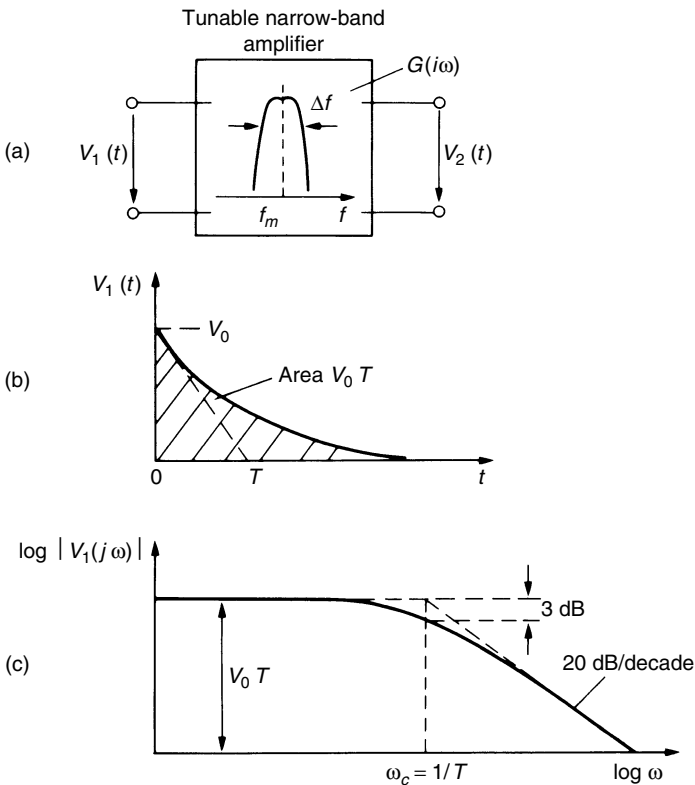 Tunable narrow-band
amplifier
G(iω)
Δf
(a)
V₁ (t)
V₂ (t)
fₘ
f
V₁ (t)
V₀
(b)
Area V₀ T
0
T
t
log | V₁(j ω) |
3 dB
(c)
V₀ T
20 dB/decade
ω_c = 1/T
log ω